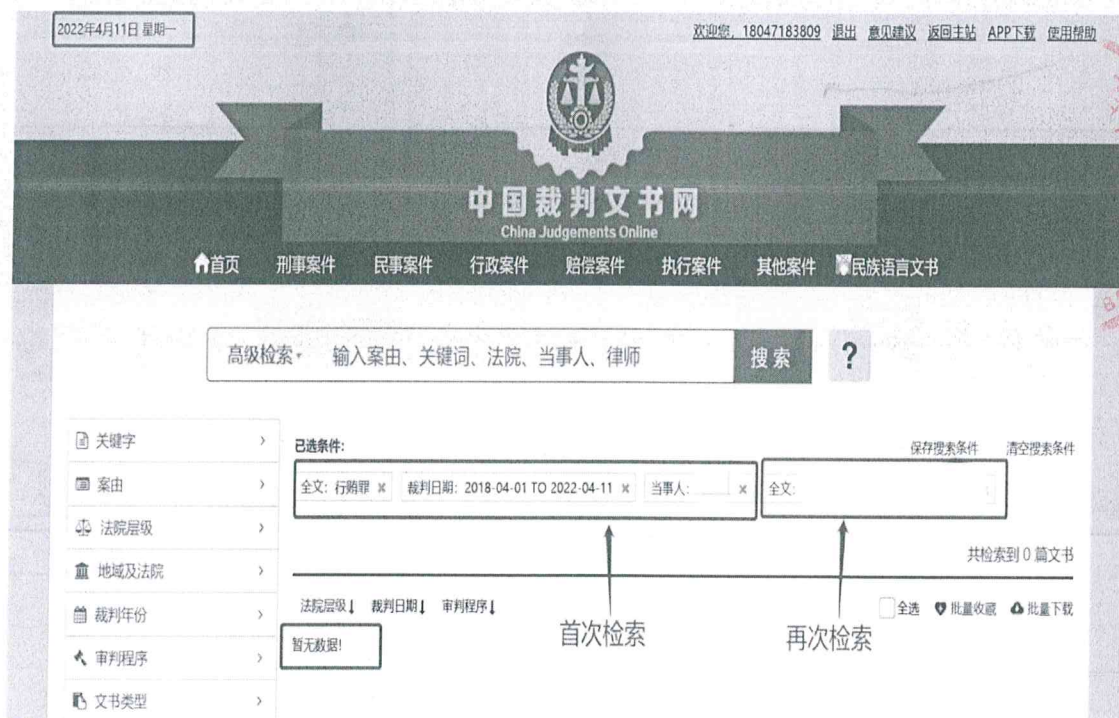 2022年4月11日 星期一
欢迎您，18047183809 退出 意见建议 返回主站 APP下载 使用帮助
中国裁判文书网
China Judgements Online
首页 刑事案件 民事案件 行政案件 赔偿案件 执行案件 其他案件 民族语言文书
高级检索 输入案由、关键词、法院、当事人、律师 搜索 ?
关键字
案由
法院层级
地域及法院
裁判年份
审判程序
文书类型
已选条件: 保存搜索条件 清空搜索条件
全文: 行贿罪 × 裁判日期: 2018-04-01 TO 2022-04-11 × 当事人: × 全文:
共检索到 0 篇文书
法院层级↓ 裁判日期↓ 审判程序↓ 全选 批量收藏 批量下载
暂无数据!
首次检索 再次检索